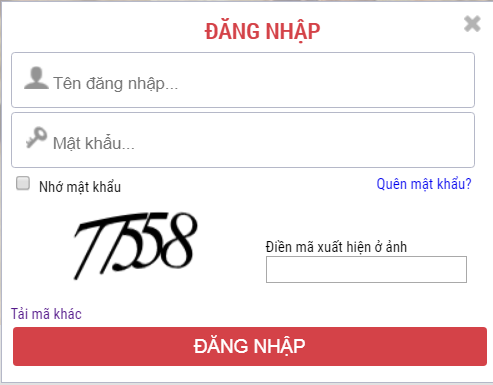 ĐĂNG NHẬP
Tên đăng nhập...
Mật khẩu...
Nhớ mật khẩu
Quên mật khẩu?
77558
Điền mã xuất hiện ở ảnh
Tải mã khác
ĐĂNG NHẬP